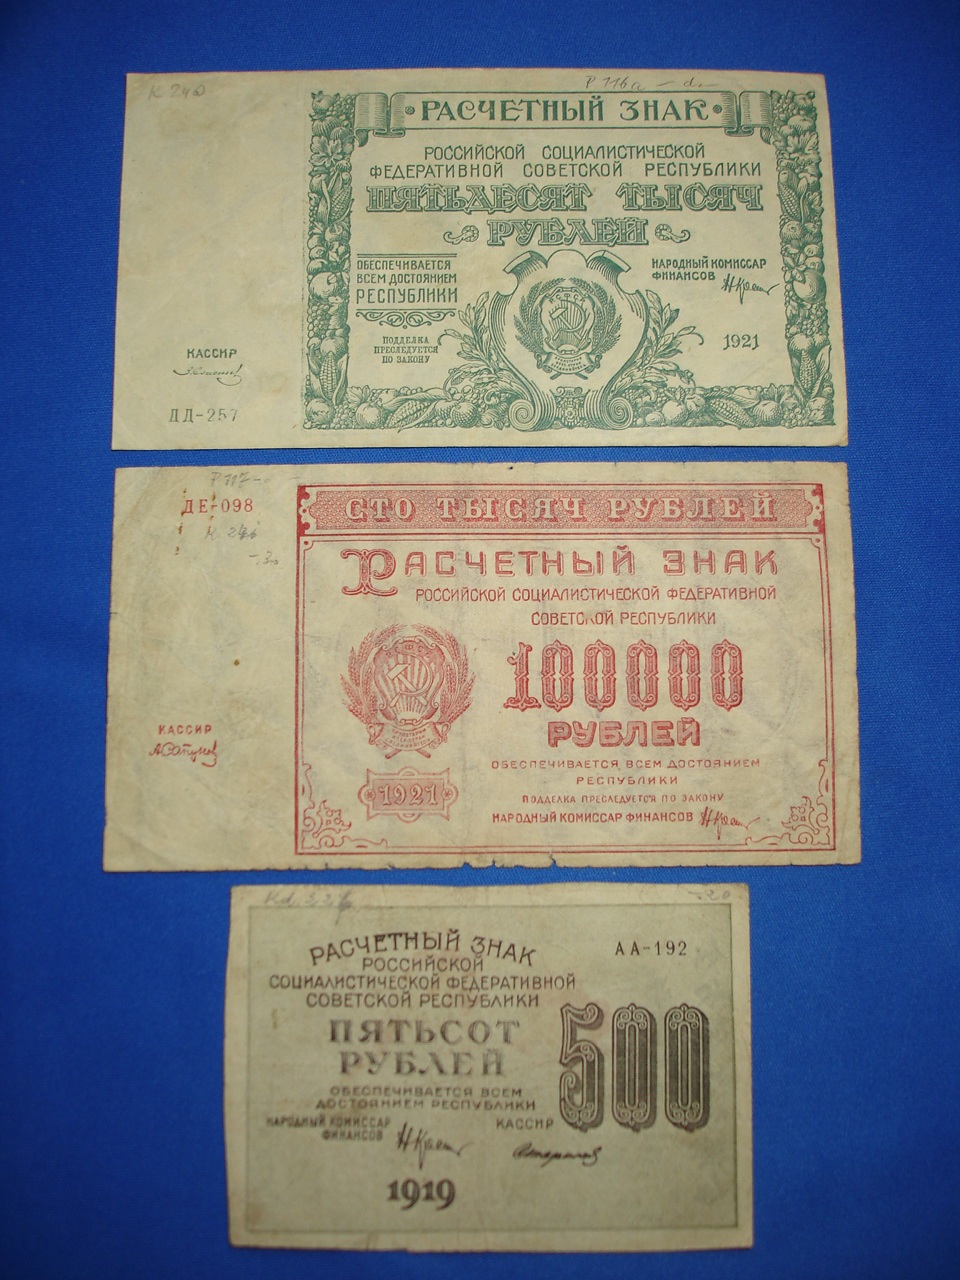 К 240
P 116a - d.-
РАСЧЕТНЫЙ ЗНАК
РОССИЙСКОЙ СОЦИАЛИСТИЧЕСКОЙ
ФЕДЕРАТИВНОЙ СОВЕТСКОЙ РЕСПУБЛИКИ
ПЯТЬДЕСЯТ ТЫСЯЧ
РУБЛЕЙ
ОБЕСПЕЧИВАЕТСЯ
ВСЕМ ДОСТОЯНИЕМ
РЕСПУБЛИКИ
НАРОДНЫЙ КОМИССАР
ФИНАНСОВ
ПОДДЕЛКА
ПРЕСЛЕДУЕТСЯ
ПО ЗАКОНУ
1921
КАССИР
ДД-257
P 117-
ДЕ-098
СТО ТЫСЯЧ РУБЛЕЙ
РАСЧЕТНЫЙ ЗНАК
РОССИЙСКОЙ СОЦИАЛИСТИЧЕСКОЙ ФЕДЕРАТИВНОЙ
СОВЕТСКОЙ РЕСПУБЛИКИ
100000
РУБЛЕЙ
ОБЕСПЕЧИВАЕТСЯ ВСЕМ ДОСТОЯНИЕМ
РЕСПУБЛИКИ
ПОДДЕЛКА ПРЕСЛЕДУЕТСЯ ПО ЗАКОНУ
НАРОДНЫЙ КОМИССАР ФИНАНСОВ
1921
КАССИР
РАСЧЕТНЫЙ ЗНАК
РОССИЙСКОЙ
СОЦИАЛИСТИЧЕСКОЙ ФЕДЕРАТИВНОЙ
СОВЕТСКОЙ РЕСПУБЛИКИ
АА-192
ПЯТЬСОТ
РУБЛЕЙ
500
ОБЕСПЕЧИВАЕТСЯ ВСЕМ
ДОСТОЯНИЕМ РЕСПУБЛИКИ
НАРОДНЫЙ КОМИССАР
ФИНАНСОВ
КАССИР
1919